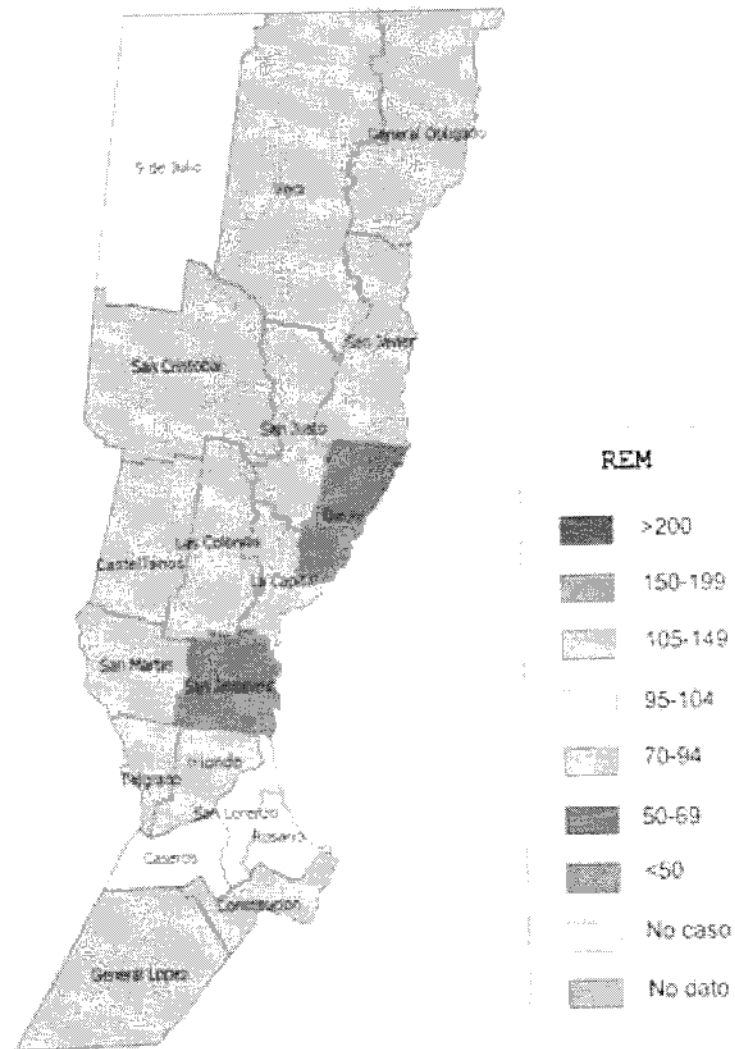 General Obligado
9 de Julio
Vera
San Javier
San Cristobal
San Justo
REM
>200
Garay
Las Colonias
Castellanos
La Capital
150-199
105-149
San Martin
San Jeronimo
95-104
Iriondo
70-94
Belgrano
San Lorenzo
50-69
Rosario
Caseros
<50
Constitucion
No caso
General Lopez
No dato